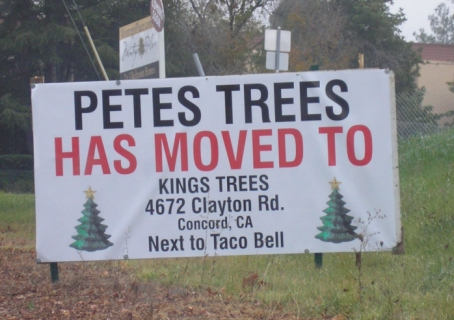 PETES TREES
HAS MOVED TO
KINGS TREES
4672 Clayton Rd.
Concord, CA
Next to Taco Bell